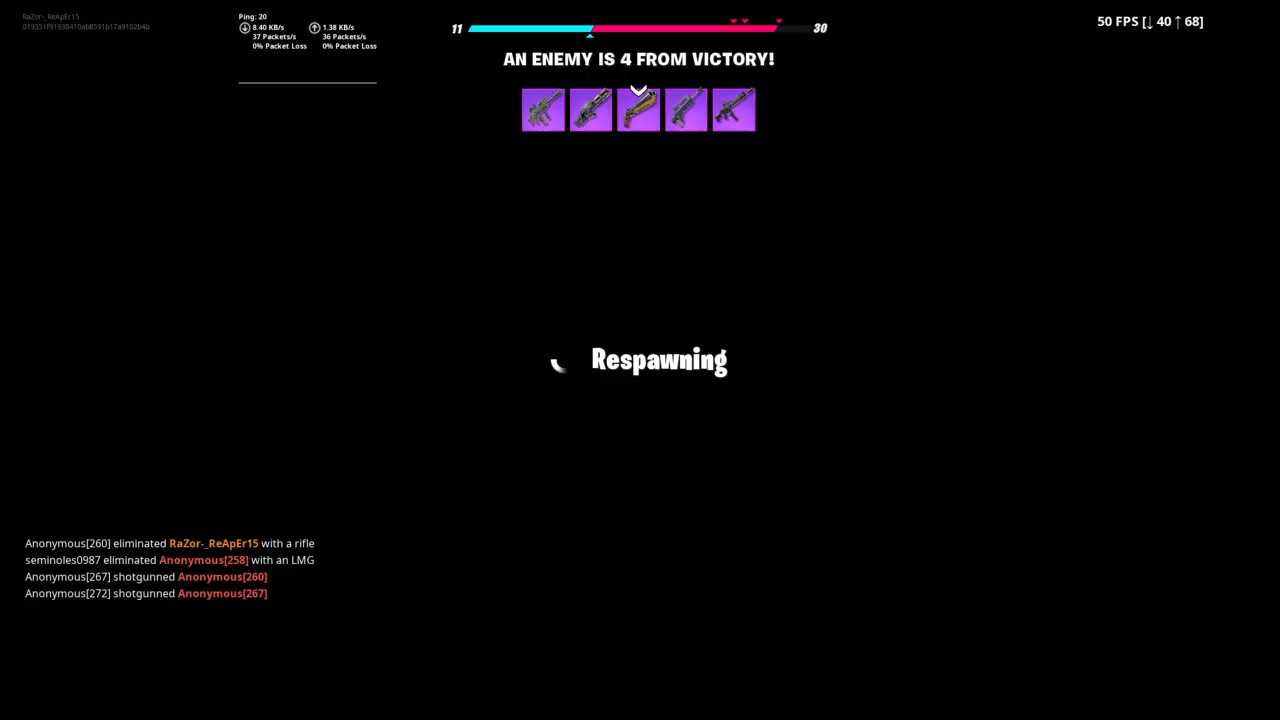 RaZor-_ReApEr15
Ping: 20
8.40 KB/s
1.38 KB/s
37 Packets/s
36 Packets/s
0% Packet Loss
0% Packet Loss
11
30
50 FPS [↓ 40 ↑ 68]
AN ENEMY IS 4 FROM VICTORY!
Respawning
Anonymous[260] eliminated RaZor-_ReApEr15 with a rifle
seminoles0987 eliminated Anonymous[258] with an LMG
Anonymous[267] shotgunned Anonymous[260]
Anonymous[272] shotgunned Anonymous[267]